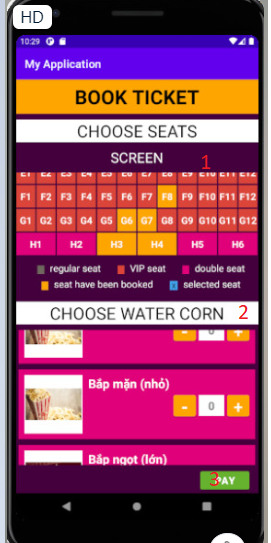 HD
10:29
My Application
BOOK TICKET
CHOOSE SEATS
SCREEN 1
E1 E2 E3 E4 E5 E6 E7 E8 E9 E10 E11 E12
F1 F2 F3 F4 F5 F6 F7 F8 F9 F10 F11 F12
G1 G2 G3 G4 G5 G6 G7 G8 G9 G10 G11 G12
H1 H2 H3 H4 H5 H6
regular seat VIP seat double seat
seat have been booked selected seat
CHOOSE WATER CORN 2
- 0 +
Bắp mặn (nhỏ)
- 0 +
Bắp ngọt (lớn)
3 PAY